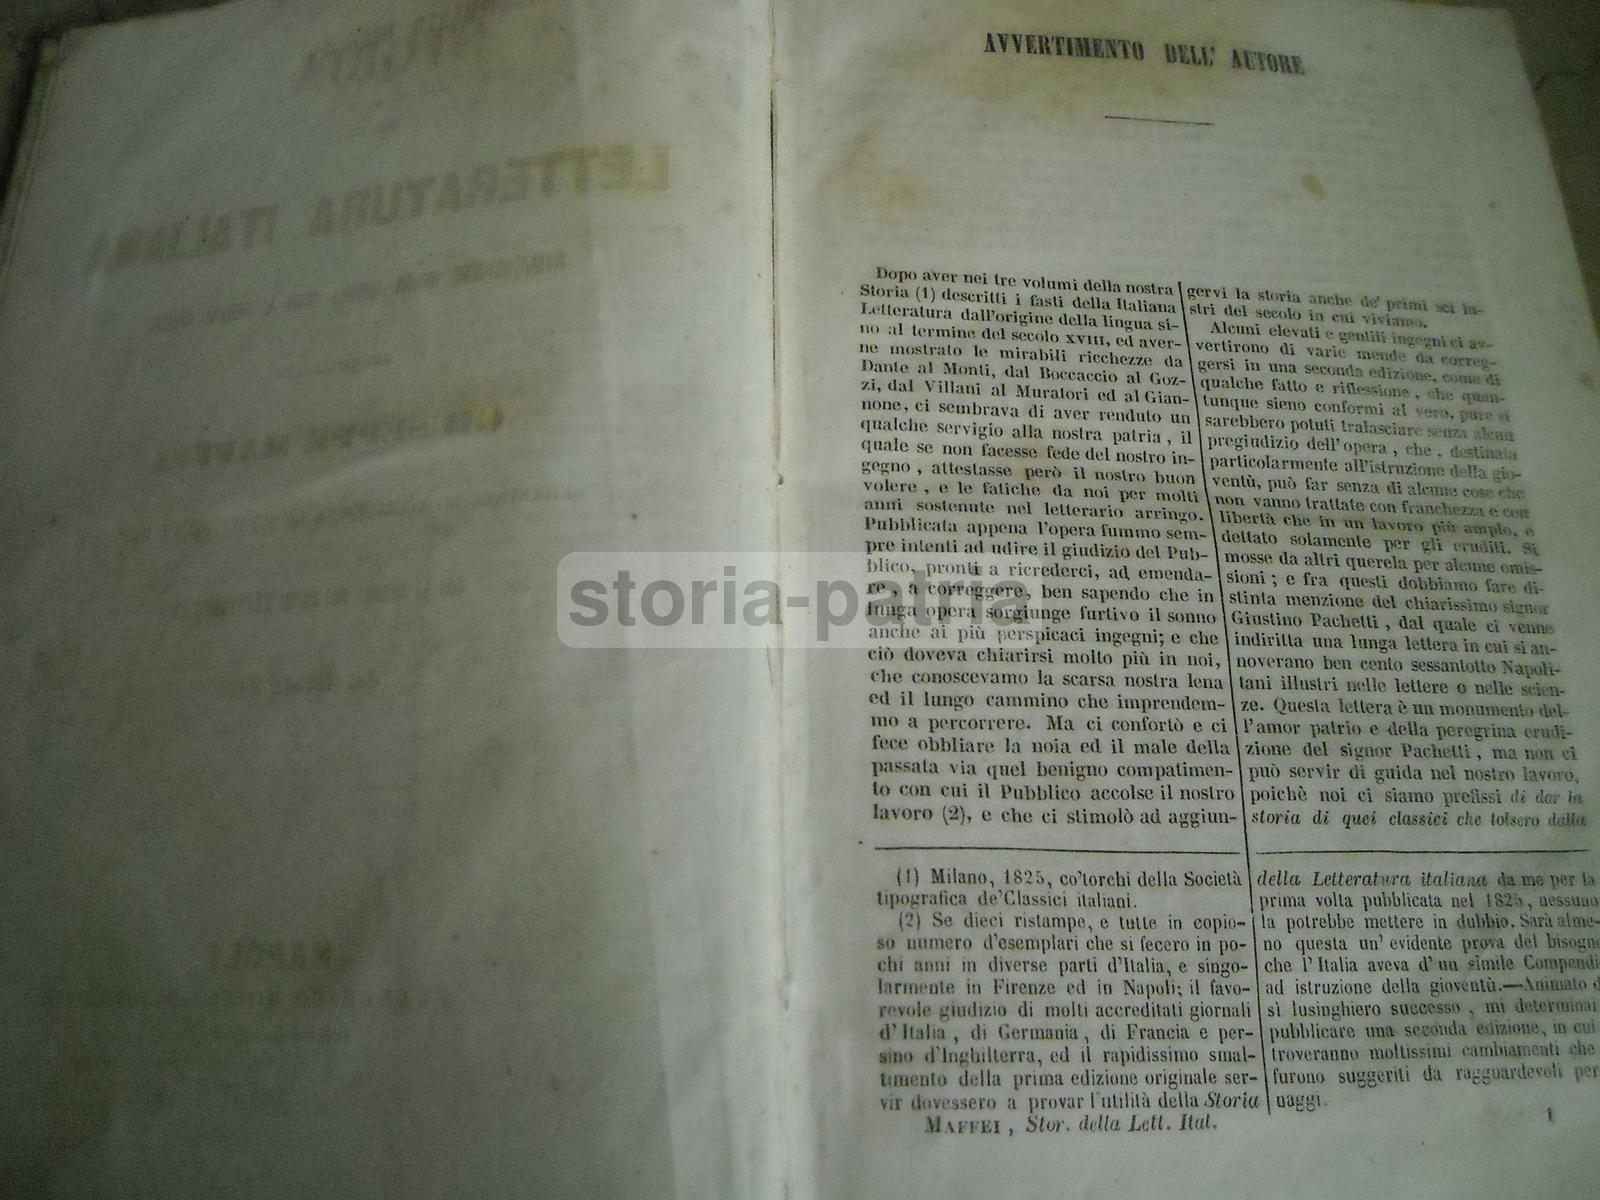 AVVERTIMENTO DELL' AUTORE
Dopo aver nei tre volumi della nostra
Storia (1) descritti i fasti della Italiana
Letteratura dall'origine della lingua si-
no al termine del secolo XVIII, ed aver-
ne mostrato le mirabili ricchezze da
Dante al Monti, dal Boccaccio al Goz-
zi, dal Villani al Muratori ed al Gian-
none, ci sembrava di aver renduto un
qualche servigio alla nostra patria, il
quale se non facesse fede del nostro in-
gegno, attestasse però il nostro buon
volere, e le fatiche da noi per molti
anni sostenute nel letterario arringo.
Pubblicata appena l'opera fummo sem-
pre intenti ad udire il giudizio del Pub-
blico, pronti a ricrederci, ad emenda-
re, a correggere, ben sapendo che in
lunga opera sorgiunge furtivo il sonno
anche ai più perspicaci ingegni; e che
ciò doveva chiarirsi molto più in noi,
che conoscevamo la scarsa nostra lena
ed il lungo cammino che imprendem-
mo a percorrere. Ma ci confortò e ci
fece obbliare la noia ed il male della
passata via quel benigno compatimen-
to con cui il Pubblico accolse il nostro
lavoro (2), e che ci stimolò ad aggiun-
gervi la storia anche de' primi sei lu-
stri del secolo in cui viviamo.
Alcuni elevati e gentili ingegni ci av-
vertirono di varie mende da correg-
gersi in una seconda edizione, come di
qualche fatto e riflessione, che quan-
tunque sieno conformi al vero, pure si
sarebbero potuti tralasciare senza alcun
pregiudizio dell'opera, che, destinata
particolarmente all'istruzione della gio-
ventù, può far senza di alcune cose che
non vanno trattate con franchezza e con
libertà che in un lavoro più ampio, e
dettato solamente per gli eruditi. Si
mosse da altri querela per alcune omis-
sioni; e fra questi dobbiamo fare di-
stinta menzione del chiarissimo signor
Giustino Pachetti, dal quale ci venne
indiritta una lunga lettera in cui si an-
noverano ben cento sessantotto Napoli-
tani illustri nelle lettere o nelle scien-
ze. Questa lettera è un monumento del-
l'amor patrio e della peregrina erudi-
zione del signor Pachetti, ma non ci
può servir di guida nel nostro lavoro,
poichè noi ci siamo prefissi di dar la
storia di quei classici che tolsero dalla
(1) Milano, 1825, co'torchi della Società
tipografica de'Classici italiani.
(2) Se dieci ristampe, e tutte in copio-
so numero d'esemplari che si fecero in po-
chi anni in diverse parti d'Italia, e singo-
larmente in Firenze ed in Napoli; il favo-
revole giudizio di molti accreditati giornali
d'Italia, di Germania, di Francia e per-
sino d'Inghilterra, ed il rapidissimo smal-
timento della prima edizione originale ser-
vir dovessero a provar l'utilità della Storia
della Letteratura italiana da me per la
prima volta pubblicata nel 1825, nessuno
la potrebbe mettere in dubbio. Sarà alme-
no questa un' evidente prova del bisogn
che l'Italia aveva d'un simile Compendi
ad istruzione della gioventù.—Animato d
sì lusinghiero successo, mi determinai
pubblicare una seconda edizione, in cui
troveranno moltissimi cambiamenti che
furono suggeriti da ragguardevoli per
naggi.
MAFFEI, Stor. della Lett. Ital.
1
storia-patria
LETTERATURA ITALIANA
GIUSEPPE MAFFEI
NAPOLI